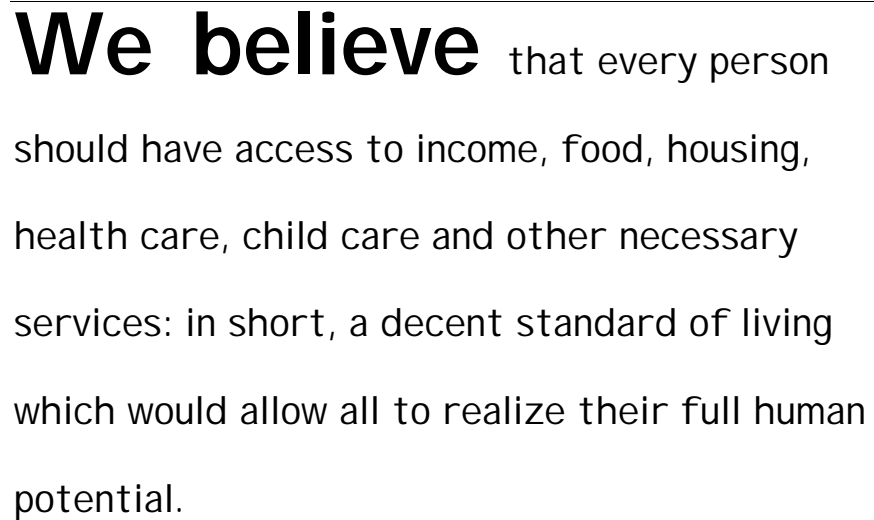 We believe that every person
should have access to income, food, housing,
health care, child care and other necessary
services: in short, a decent standard of living
which would allow all to realize their full human
potential.